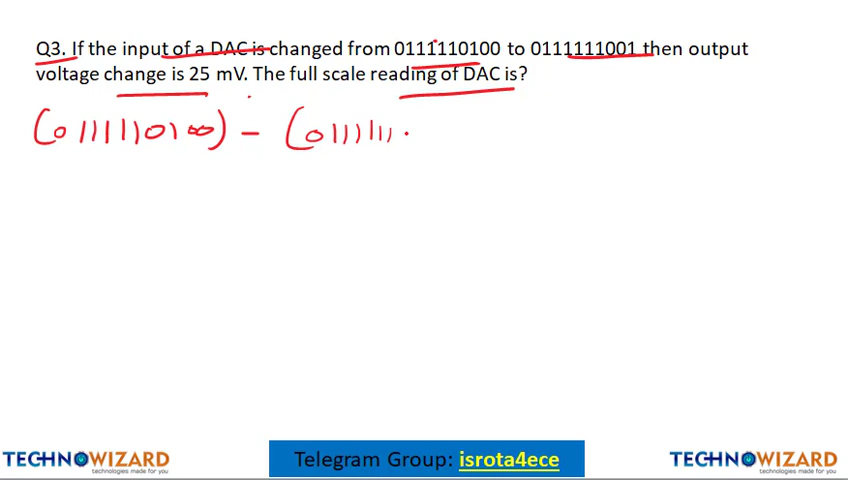 Q3. If the input of a DAC is changed from 0111110100 to 0111111001 then output
voltage change is 25 mV. The full scale reading of DAC is?
(0111110100) - (011111
TECHNOWIZARD
technologies made for you
Telegram Group: isrota4ece
TECHNOWIZARD
technologies made for you